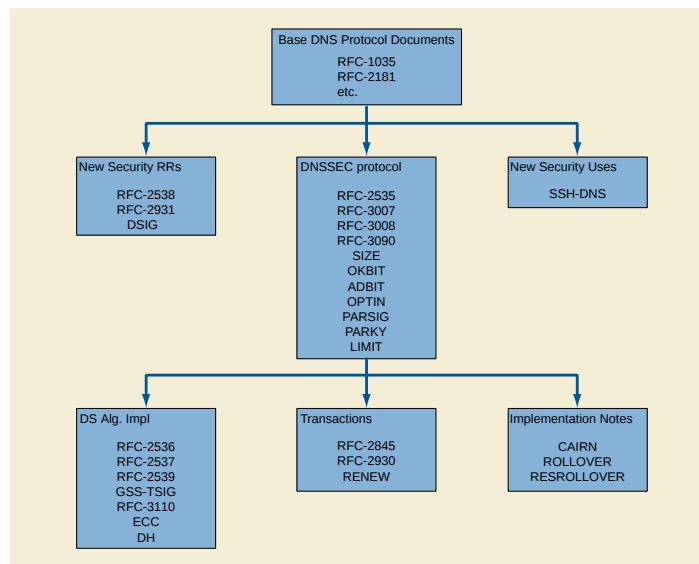 Base DNS Protocol Documents
RFC-1035
RFC-2181
etc.
New Security RRs
RFC-2538
RFC-2931
DSIG
DNSSEC protocol
RFC-2535
RFC-3007
RFC-3008
RFC-3090
SIZE
OKBIT
ADBIT
OPTIN
PARSIG
PARKY
LIMIT
New Security Uses
SSH-DNS
DS Alg. Impl
RFC-2536
RFC-2537
RFC-2539
GSS-TSIG
RFC-3110
ECC
DH
Transactions
RFC-2845
RFC-2930
RENEW
Implementation Notes
CAIRN
ROLLOVER
RESROLLOVER